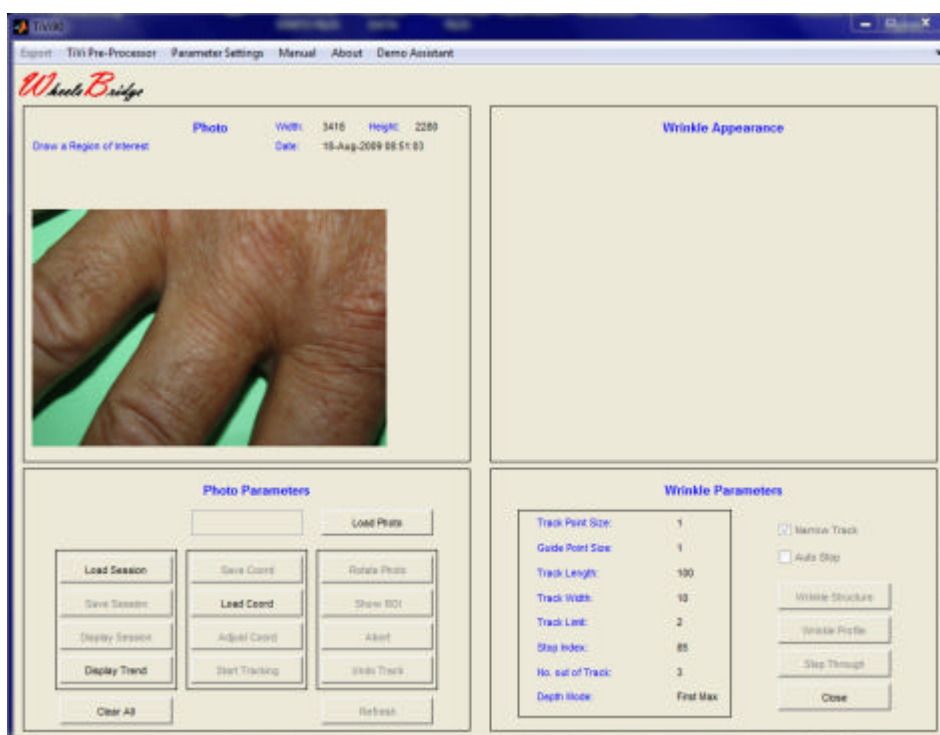 TiVi80
Export TiVi Pre-Processor Parameter Settings Manual About Demo Assistant
Wheels Bridge
Photo Width: 3416 Height: 2280
Draw a Region of Interest Date: 18-Aug-2009 08:51:03
Wrinkle Appearance
Photo Parameters
Load Photo
Load Session Save Coord Rotate Photo
Save Session Load Coord Show ROI
Display Session Adjust Coord Abort
Display Trend Start Tracking Undo Track
Clear All Refresh
Wrinkle Parameters
Track Point Size: 1 Narrow Track
Guide Point Size: 1 Auto Stop
Track Length: 100
Track Width: 10 Wrinkle Structure
Track Limit: 2 Wrinkle Profile
Stop Index: 85 Step Through
No. out of Track: 3
Depth Mode: First Max Close